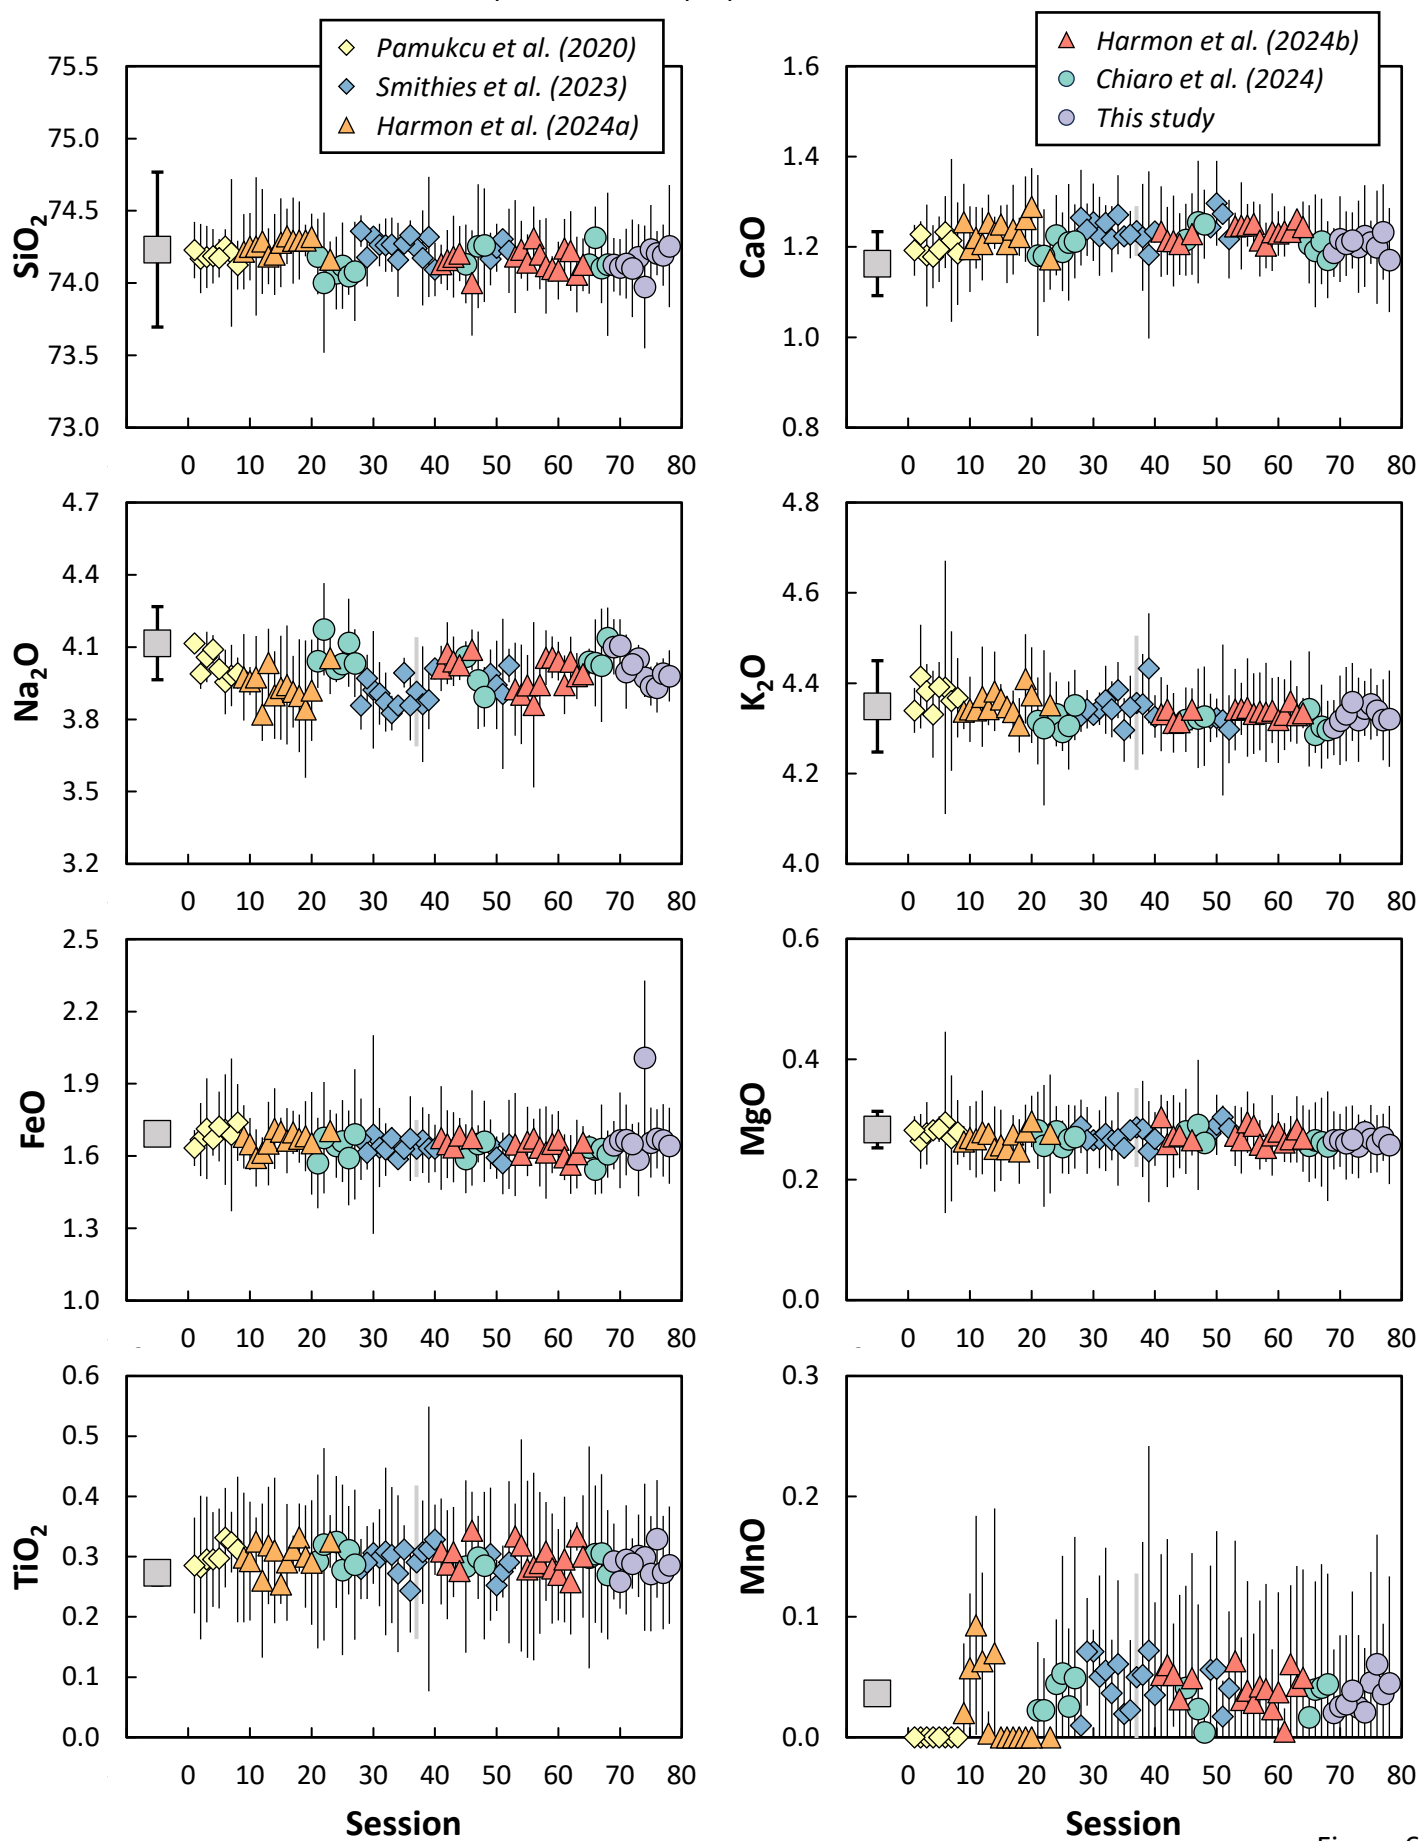 Pamukcu et al. (2020)
Smithies et al. (2023)
Harmon et al. (2024a)
Harmon et al. (2024b)
Chiaro et al. (2024)
This study
SiO2
75.5
75.0
74.5
74.0
73.5
73.0
0 10 20 30 40 50 60 70 80
CaO
1.6
1.4
1.2
1.0
0.8
0 10 20 30 40 50 60 70 80
Na2O
4.7
4.4
4.1
3.8
3.5
3.2
0 10 20 30 40 50 60 70 80
K2O
4.8
4.6
4.4
4.2
4.0
0 10 20 30 40 50 60 70 80
FeO
2.5
2.2
1.9
1.6
1.3
1.0
0 10 20 30 40 50 60 70 80
MgO
0.6
0.4
0.2
0.0
0 10 20 30 40 50 60 70 80
TiO2
0.6
0.5
0.4
0.3
0.2
0.1
0.0
0 10 20 30 40 50 60 70 80
Session
MnO
0.3
0.2
0.1
0.0
0 10 20 30 40 50 60 70 80
Session